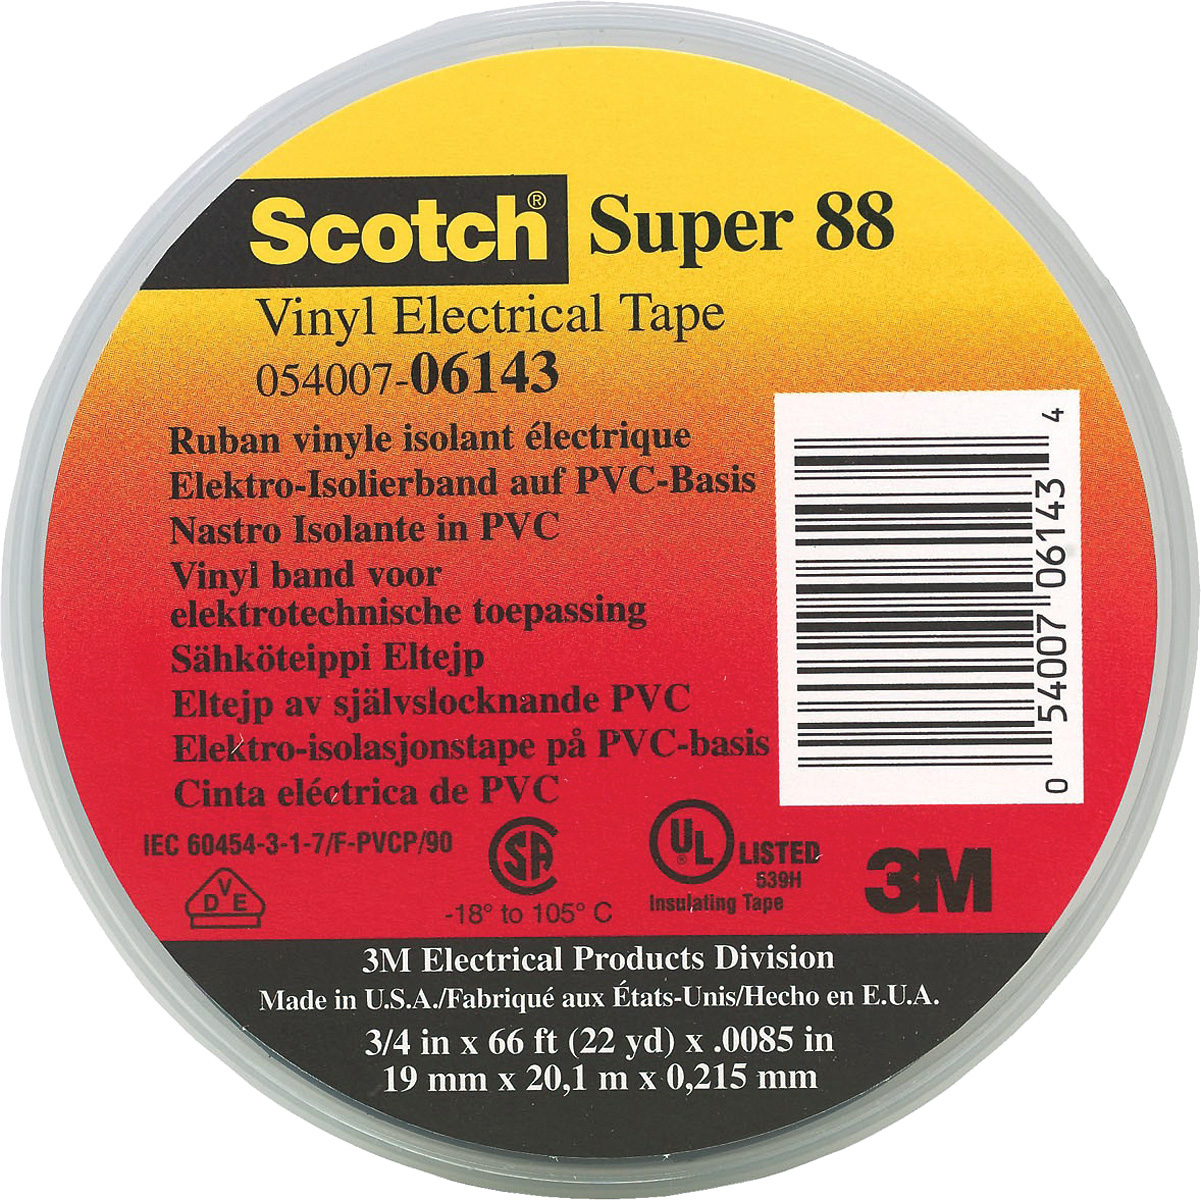 Scotch® Super 88
Vinyl Electrical Tape
054007-06143
Ruban vinyle isolant électrique
Elektro-Isolierband auf PVC-Basis
Nastro Isolante in PVC
Vinyl band voor
elektrotechnische toepassing
Sähköteippi Eltejp
Eltejp av självslocknande PVC
Elektro-isolasjonstape på PVC-basis
Cinta eléctrica de PVC
0 54007 06143 4
IEC 60454-3-1-7/F-PVCP/90
DVE
SA
-18° to 105° C
UL® LISTED
539H
Insulating Tape
3M
3M Electrical Products Division
Made in U.S.A./Fabriqué aux États-Unis/Hecho en E.U.A.
3/4 in x 66 ft (22 yd) x .0085 in
19 mm x 20,1 m x 0,215 mm